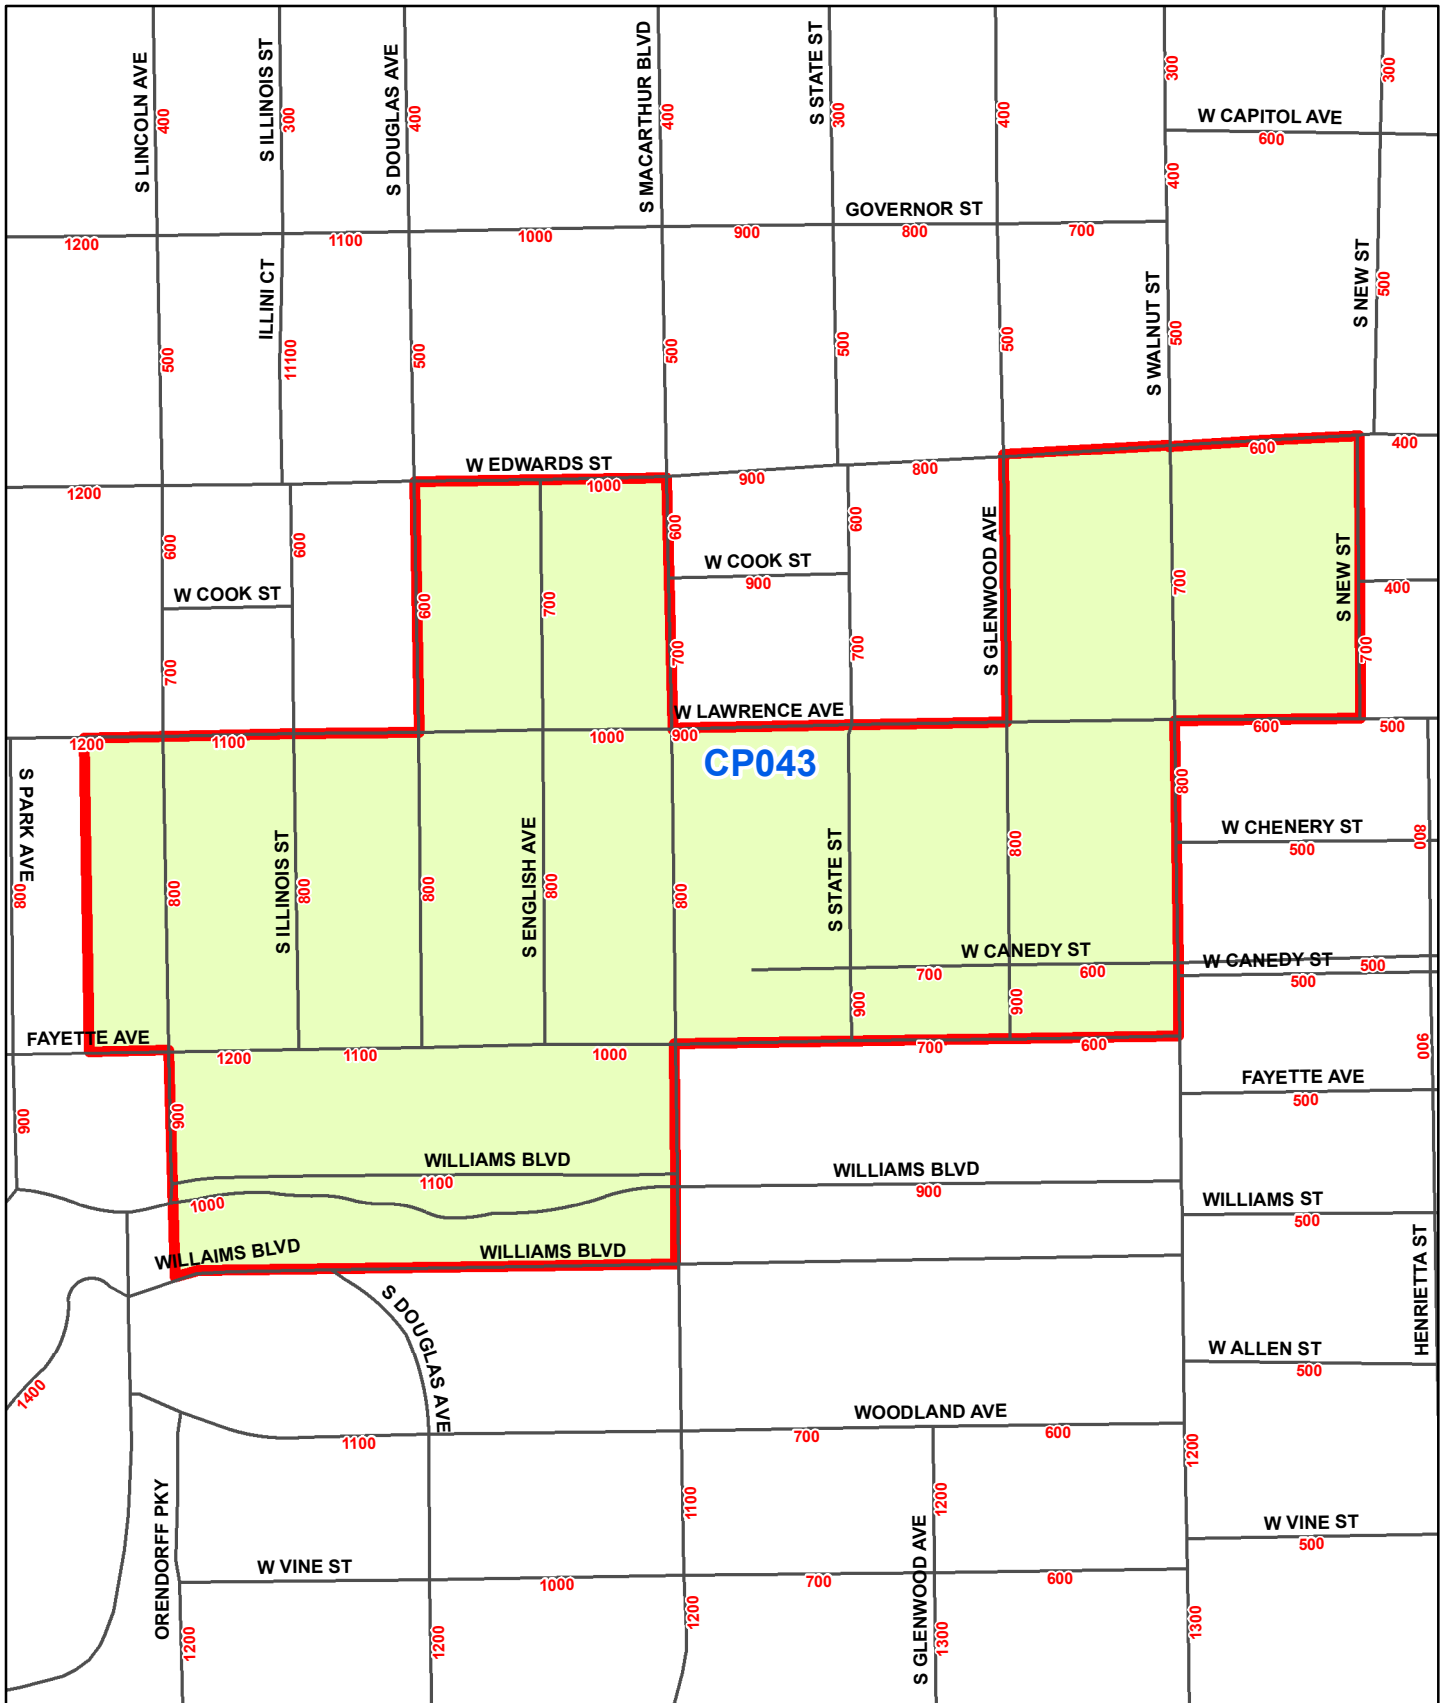 S LINCOLN AVE
400
S ILLINOIS ST
300
S DOUGLAS AVE
400
S MACARTHUR BLVD
400
S STATE ST
300
400
300
300
W CAPITOL AVE
600
400
GOVERNOR ST
1200
1100
1000
900
800
700
ILLINI CT
11100
500
500
500
500
500
S WALNUT ST
500
S NEW ST
500
W EDWARDS ST
1200
1000
900
800
600
400
600
600
600
600
W COOK ST
900
W COOK ST
600
700
S GLENWOOD AVE
700
S NEW ST
400
700
700
700
700
W LAWRENCE AVE
1200
1100
1000
900
600
500
CP043
S PARK AVE
800
800
S ILLINOIS ST
800
800
S ENGLISH AVE
800
800
S STATE ST
800
800
W CHENERY ST
500
800
W CANEDY ST
700
600
W CANEDY ST
500
500
900
900
900
FAYETTE AVE
1200
1100
1000
700
600
FAYETTE AVE
500
900
900
WILLIAMS BLVD
1100
WILLIAMS BLVD
900
1000
WILLIAMS ST
500
WILLAIMS BLVD
WILLIAMS BLVD
HENRIETTA ST
S DOUGLAS AVE
W ALLEN ST
500
1400
WOODLAND AVE
1100
700
600
1200
ORENDORFF PKY
1100
1200
W VINE ST
500
W VINE ST
1000
700
600
S GLENWOOD AVE
1200
1200
1200
1300
1300